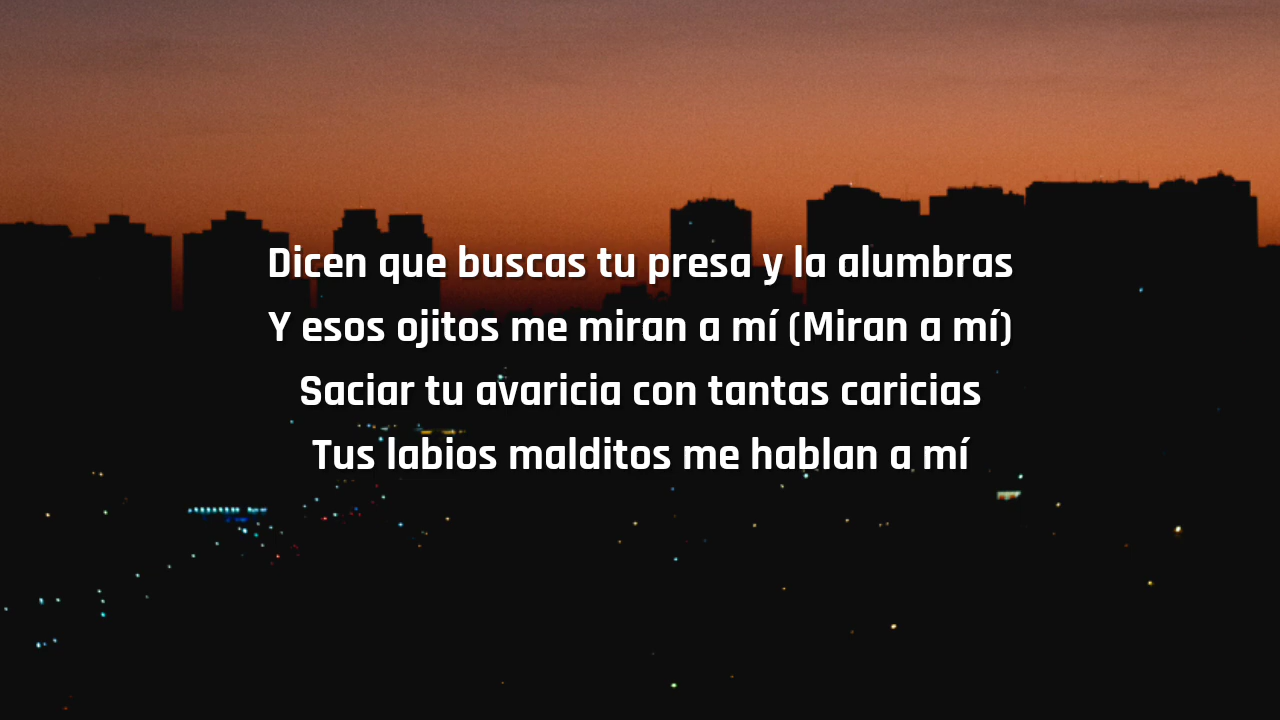 Dicen que buscas tu presa y la alumbras
Y esos ojitos me miran a mí (Miran a mí)
Saciar tu avaricia con tantas caricias
Tus labios malditos me hablan a mí